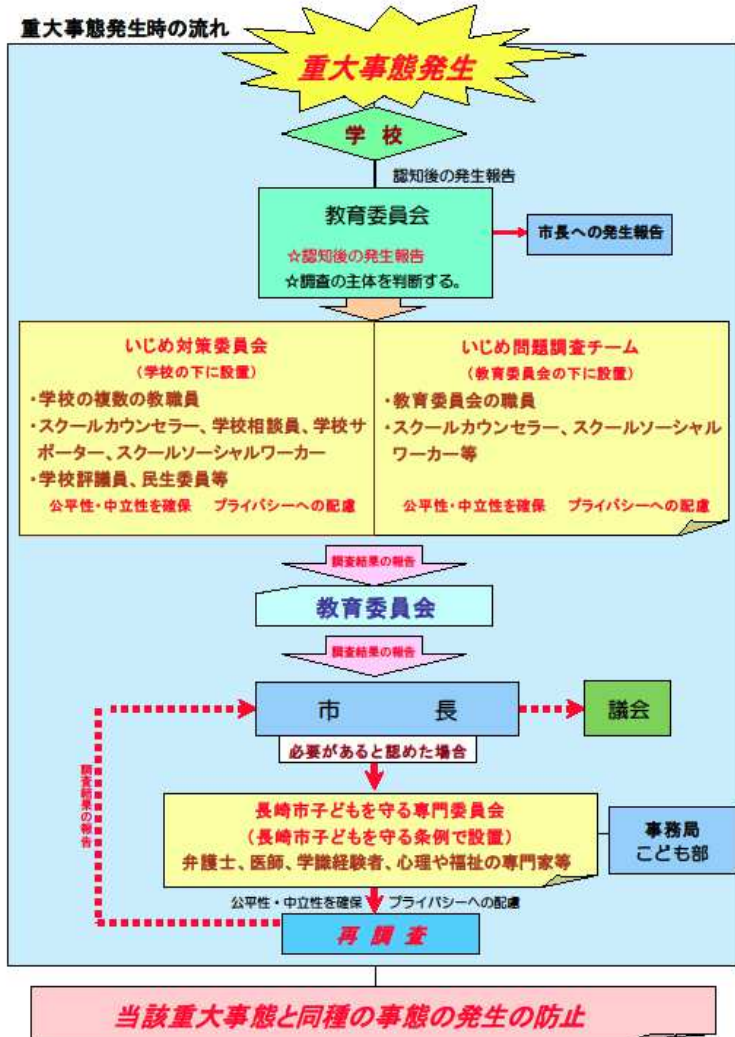 重大事態発生時の流れ
重大事態発生
学校
認知後の発生報告
教育委員会
☆認知後の発生報告
☆調査の主体を判断する。
市長への発生報告
いじめ対策委員会
(学校の下に設置)
・学校の複数の教職員
・スクールカウンセラー、学校相談員、学校サ
ポーター、スクールソーシャルワーカー
・学校評議員、民生委員等
公平性・中立性を確保 プライバシーへの配慮
いじめ問題調査チーム
(教育委員会の下に設置)
・教育委員会の職員
・スクールカウンセラー、スクールソーシャル
ワーカー等
公平性・中立性を確保 プライバシーへの配慮
調査結果の報告
教育委員会
調査結果の報告
市長
議会
必要があると認めた場合
調査結果の報告
長崎市子どもを守る専門委員会
(長崎市子どもを守る条例で設置)
弁護士、医師、学識経験者、心理や福祉の専門家等
事務局
こども部
公平性・中立性を確保 プライバシーへの配慮
再調査
当該重大事態と同種の事態の発生の防止